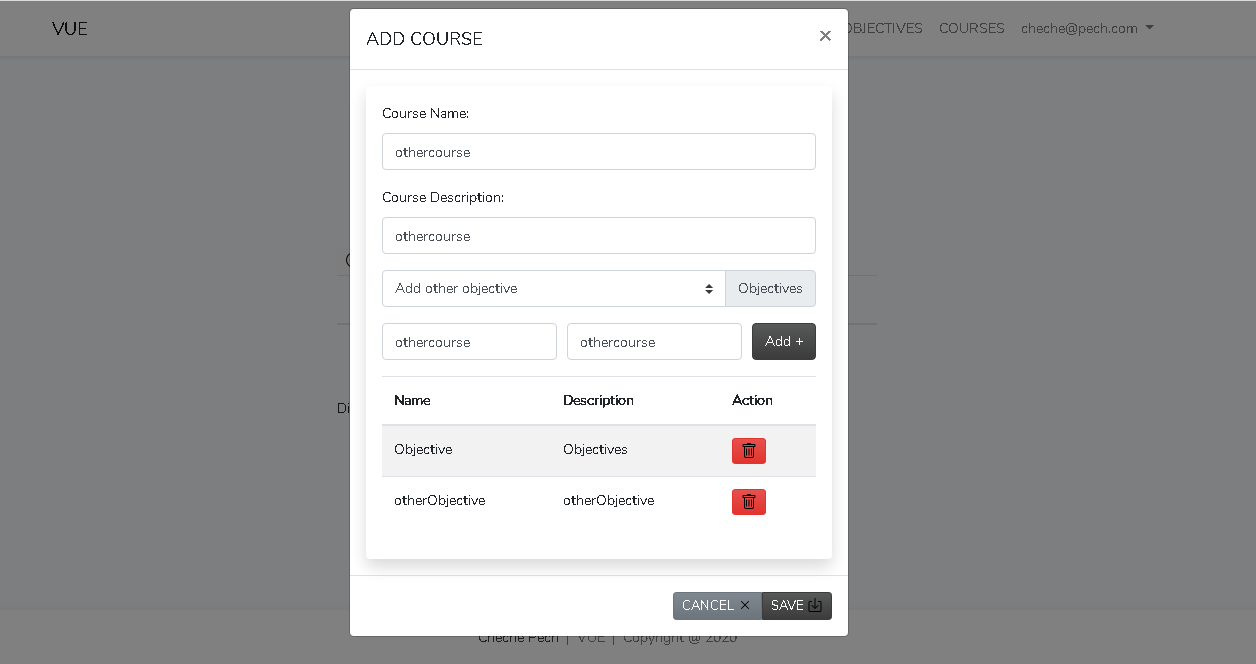 VUE
OBJECTIVES COURSES cheche@pech.com
ADD COURSE ×
Course Name:
othercourse
Course Description:
othercourse
Add other objective Objectives
othercourse othercourse Add +
Name Description Action
Objective Objectives
otherObjective otherObjective
CANCEL × SAVE
Cheche Pech | VUE | Copyright @ 2020